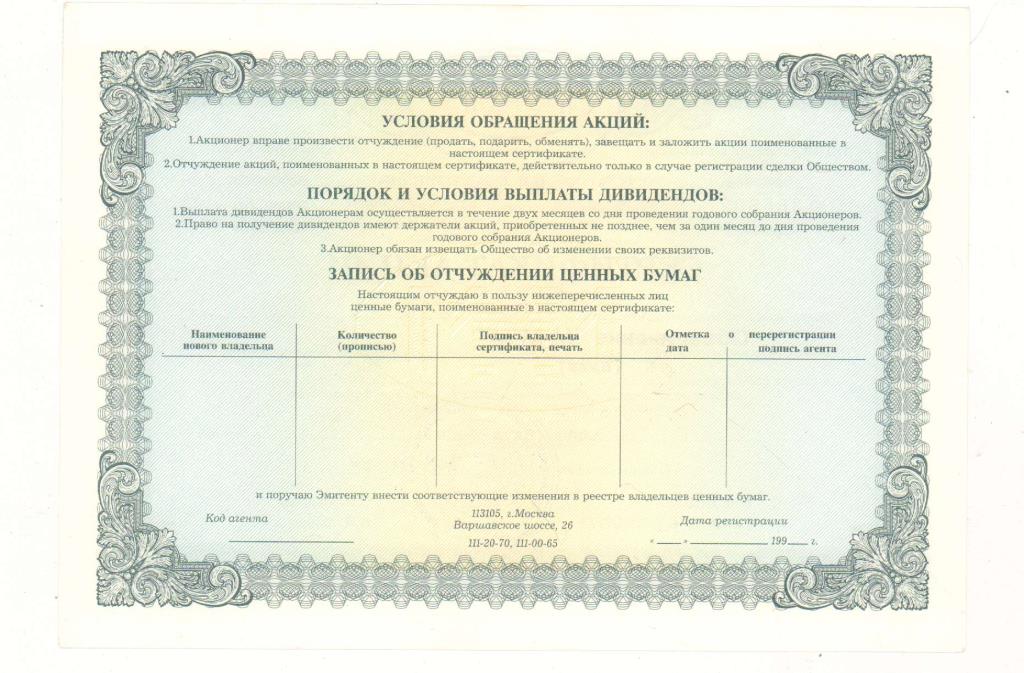 УСЛОВИЯ ОБРАЩЕНИЯ АКЦИЙ:
1.Акционер вправе произвести отчуждение (продать, подарить, обменять), завещать и заложить акции поименованные в
настоящем сертификате.
2.Отчуждение акций, поименованных в настоящем сертификате, действительно только в случае регистрации сделки Обществом.
ПОРЯДОК И УСЛОВИЯ ВЫПЛАТЫ ДИВИДЕНДОВ:
1.Выплата дивидендов Акционерам осуществляется в течение двух месяцев со дня проведения годового собрания Акционеров.
2.Право на получение дивидендов имеют держатели акций, приобретенных не позднее, чем за один месяц до дня проведения
годового собрания Акционеров.
3.Акционер обязан извещать Общество об изменении своих реквизитов.
ЗАПИСЬ ОБ ОТЧУЖДЕНИИ ЦЕННЫХ БУМАГ
Настоящим отчуждаю в пользу нижеперечисленных лиц
ценные бумаги, поименованные в настоящем сертификате:
Наименование
нового владельца
Количество
(прописью)
Подпись владельца
сертификата, печать
Отметка о перерегистрации
дата подпись агента
и поручаю Эмитенту внести соответствующие изменения в реестре владельцев ценных бумаг.
Код агента
113105, г.Москва
Варшавское шоссе, 26
111-20-70, 111-00-65
Дата регистрации
"___" ________ 199__ г.